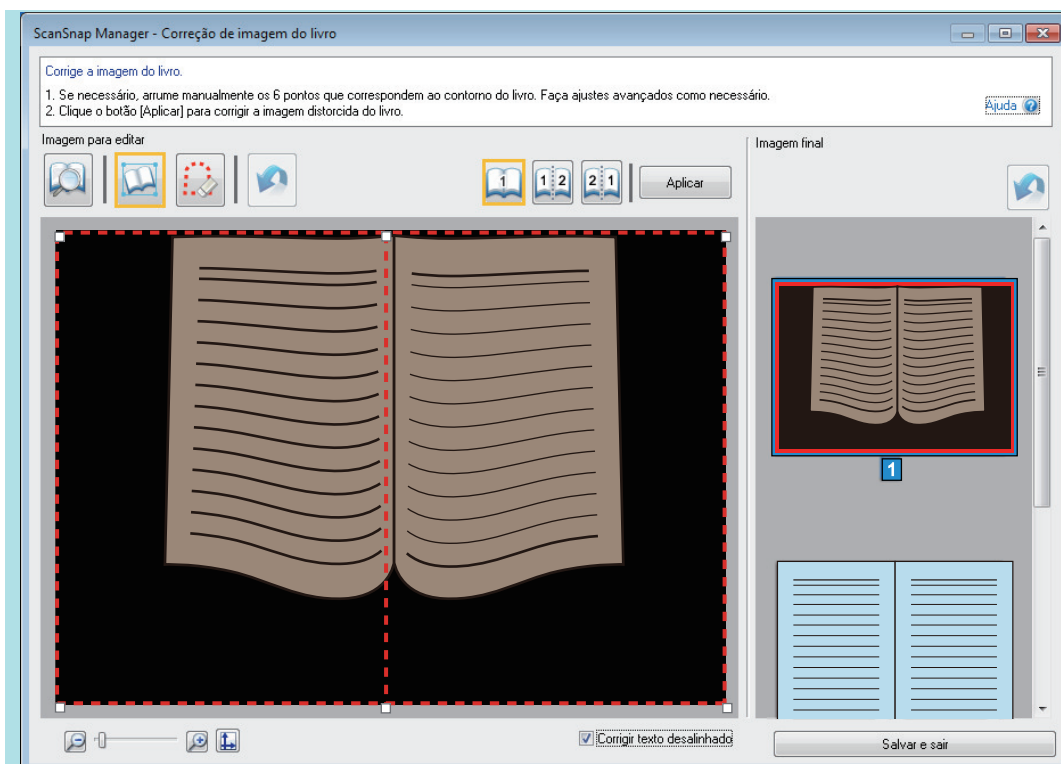 ScanSnap Manager - Correção de imagem do livro
Corrige a imagem do livro.
1. Se necessário, arrume manualmente os 6 pontos que correspondem ao contorno do livro. Faça ajustes avançados como necessário.
2. Clique o botão [Aplicar] para corrigir a imagem distorcida do livro.
Ajuda
Imagem para editar
1
1 2
2 1
Aplicar
Imagem final
1
Corrigir texto desalinhado
Salvar e sair